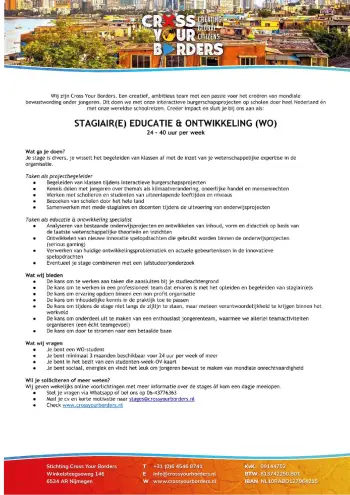 CROSS YOUR BORDERS
CREATING GLOBAL CITIZENS
Wij zijn Cross Your Borders. Een creatief, ambitieus team met een passie voor het creëren van mondiale
bewustwording onder jongeren. Dit doen we met onze interactieve burgerschapsprojecten op scholen door heel Nederland én
met onze wereldse schoolreizen. Creëer impact en sluit je bij ons aan als:
STAGIAIR(E) EDUCATIE & ONTWIKKELING (WO)
24 - 40 uur per week
Wat ga je doen?
Je stage is divers, je wisselt het begeleiden van klassen af met de inzet van je wetenschappelijke expertise in de
organisatie.
Taken als projectbegeleider
● Begeleiden van klassen tijdens interactieve burgerschapsprojecten
● Kennis delen met jongeren over thema's als klimaatverandering, oneerlijke handel en mensenrechten
● Werken met scholieren en studenten van uiteenlopende leeftijden en niveaus
● Bezoeken van scholen door het hele land
● Samenwerken met mede-stagiaires en docenten tijdens de uitvoering van onderwijsprojecten
Taken als educatie & ontwikkeling specialist
● Analyseren van bestaande onderwijsprojecten en ontwikkelen van inhoud, vorm en didactiek op basis van
de laatste wetenschappelijke theorieën en inzichten
● Ontwikkelen van nieuwe innovatie spelopdrachten die gebruikt worden binnen de onderwijsprojecten
(serious gaming)
● Verwerken van huidige ontwikkelingsproblematiek en actuele gebeurtenissen in de innovatieve
spelopdrachten
● Eventueel je stage combineren met een (afstudeer)onderzoek
Wat wij bieden
● De kans om te werken aan taken die aansluiten bij je studieachtergrond
● De kans om te werken in een professioneel team dat ervaren is met het opleiden en begeleiden van stagiair(e)s
● De kans om ervaring opdoen binnen een non profit organisatie
● De kans om inhoudelijke kennis in de praktijk toe te passen
● De kans om tijdens de stage niet langs de zijlijn te staan, maar meteen verantwoordelijkheid te krijgen binnen het
werkveld
● De kans om onderdeel uit te maken van een enthousiast jongerenteam, waarmee we allerlei teamactiviteiten
organiseren (een écht teamgevoel)
● De kans om door te stromen naar een betaalde baan
Wat wij vragen
● Je bent een WO-student
● Je bent minimaal 3 maanden beschikbaar voor 24 uur per week of meer
● Je bent in het bezit van een studenten week-OV kaart
● Je bent sociaal, energiek en vindt het leuk om jongeren bewust te maken van mondiale onrechtvaardigheid
Wil je solliciteren of meer weten?
Wij geven wekelijks online voorlichtingen met meer informatie over de stages óf kom een dagje meelopen.
● Stel je vragen via Whatsapp of bel ons op 06-43776363
● Mail je cv en korte motivatie naar stages@crossyourborders.nl
● Check www.crossyourborders.nl
Stichting Cross Your Borders
Winkelsteegseweg 146
6534 AR Nijmegen
T +31 (0)6 4546 0741
E info@crossyourborders.nl
W www.crossyourborders.nl
KvK.
BTW
IBAN